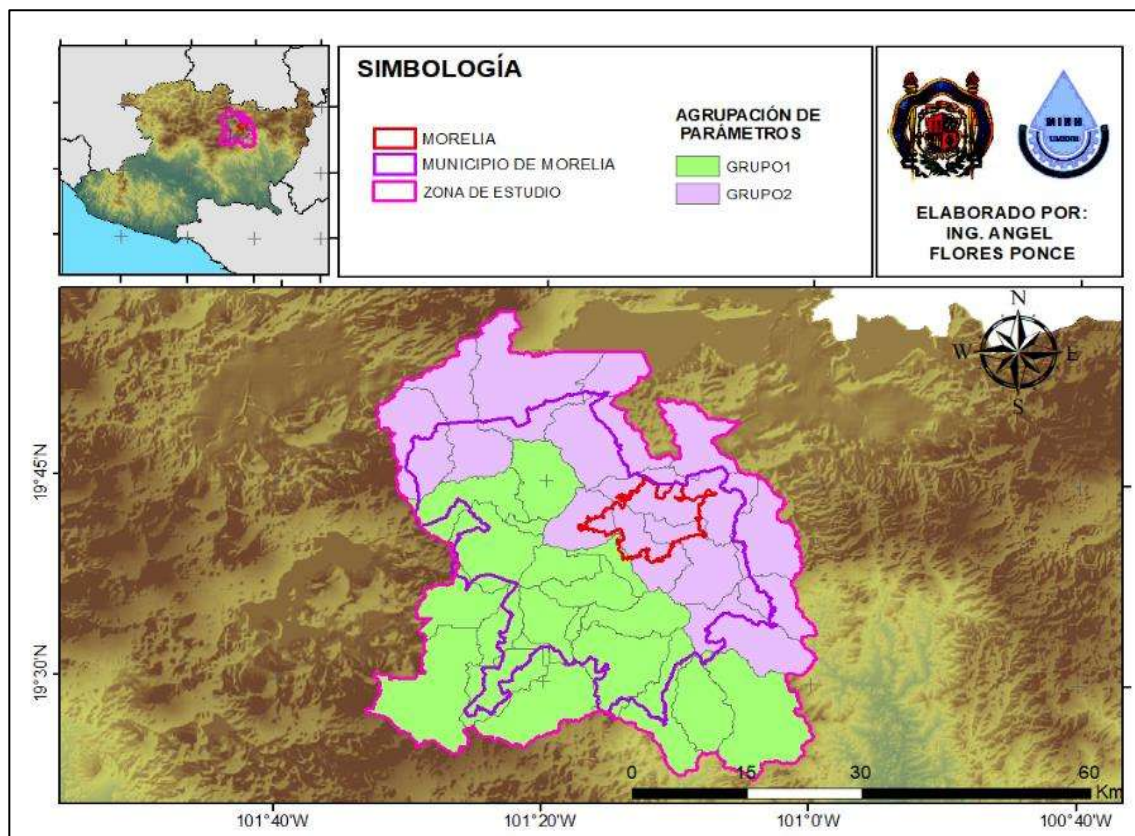 SIMBOLOGÍA
MORELIA
MUNICIPIO DE MORELIA
ZONA DE ESTUDIO
AGRUPACIÓN DE
PARÁMETROS
GRUPO1
GRUPO2
ELABORADO POR:
ING. ANGEL
FLORES PONCE
N
W E
S
19°45'N
19°30'N
0 15 30 60
Km
101°40'W 101°20'W 101°0'W 100°40'W